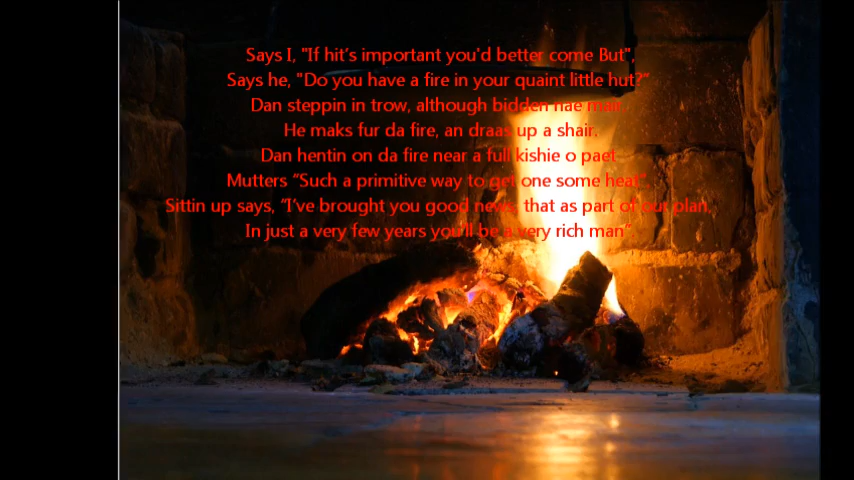 Says I, "If hit's important you'd better come But",
Says he, "Do you have a fire in your quaint little hut?"
Dan steppin in trow, although bidden nae mair.
He maks fur da fire, an draas up a shair.
Dan hentin on da fire near a full kishie o paet
Mutters "Such a primitive way to get one some heat"
Sittin up says, "I've brought you good news, that as part of our plan,
In just a very few years you'll be a very rich man"